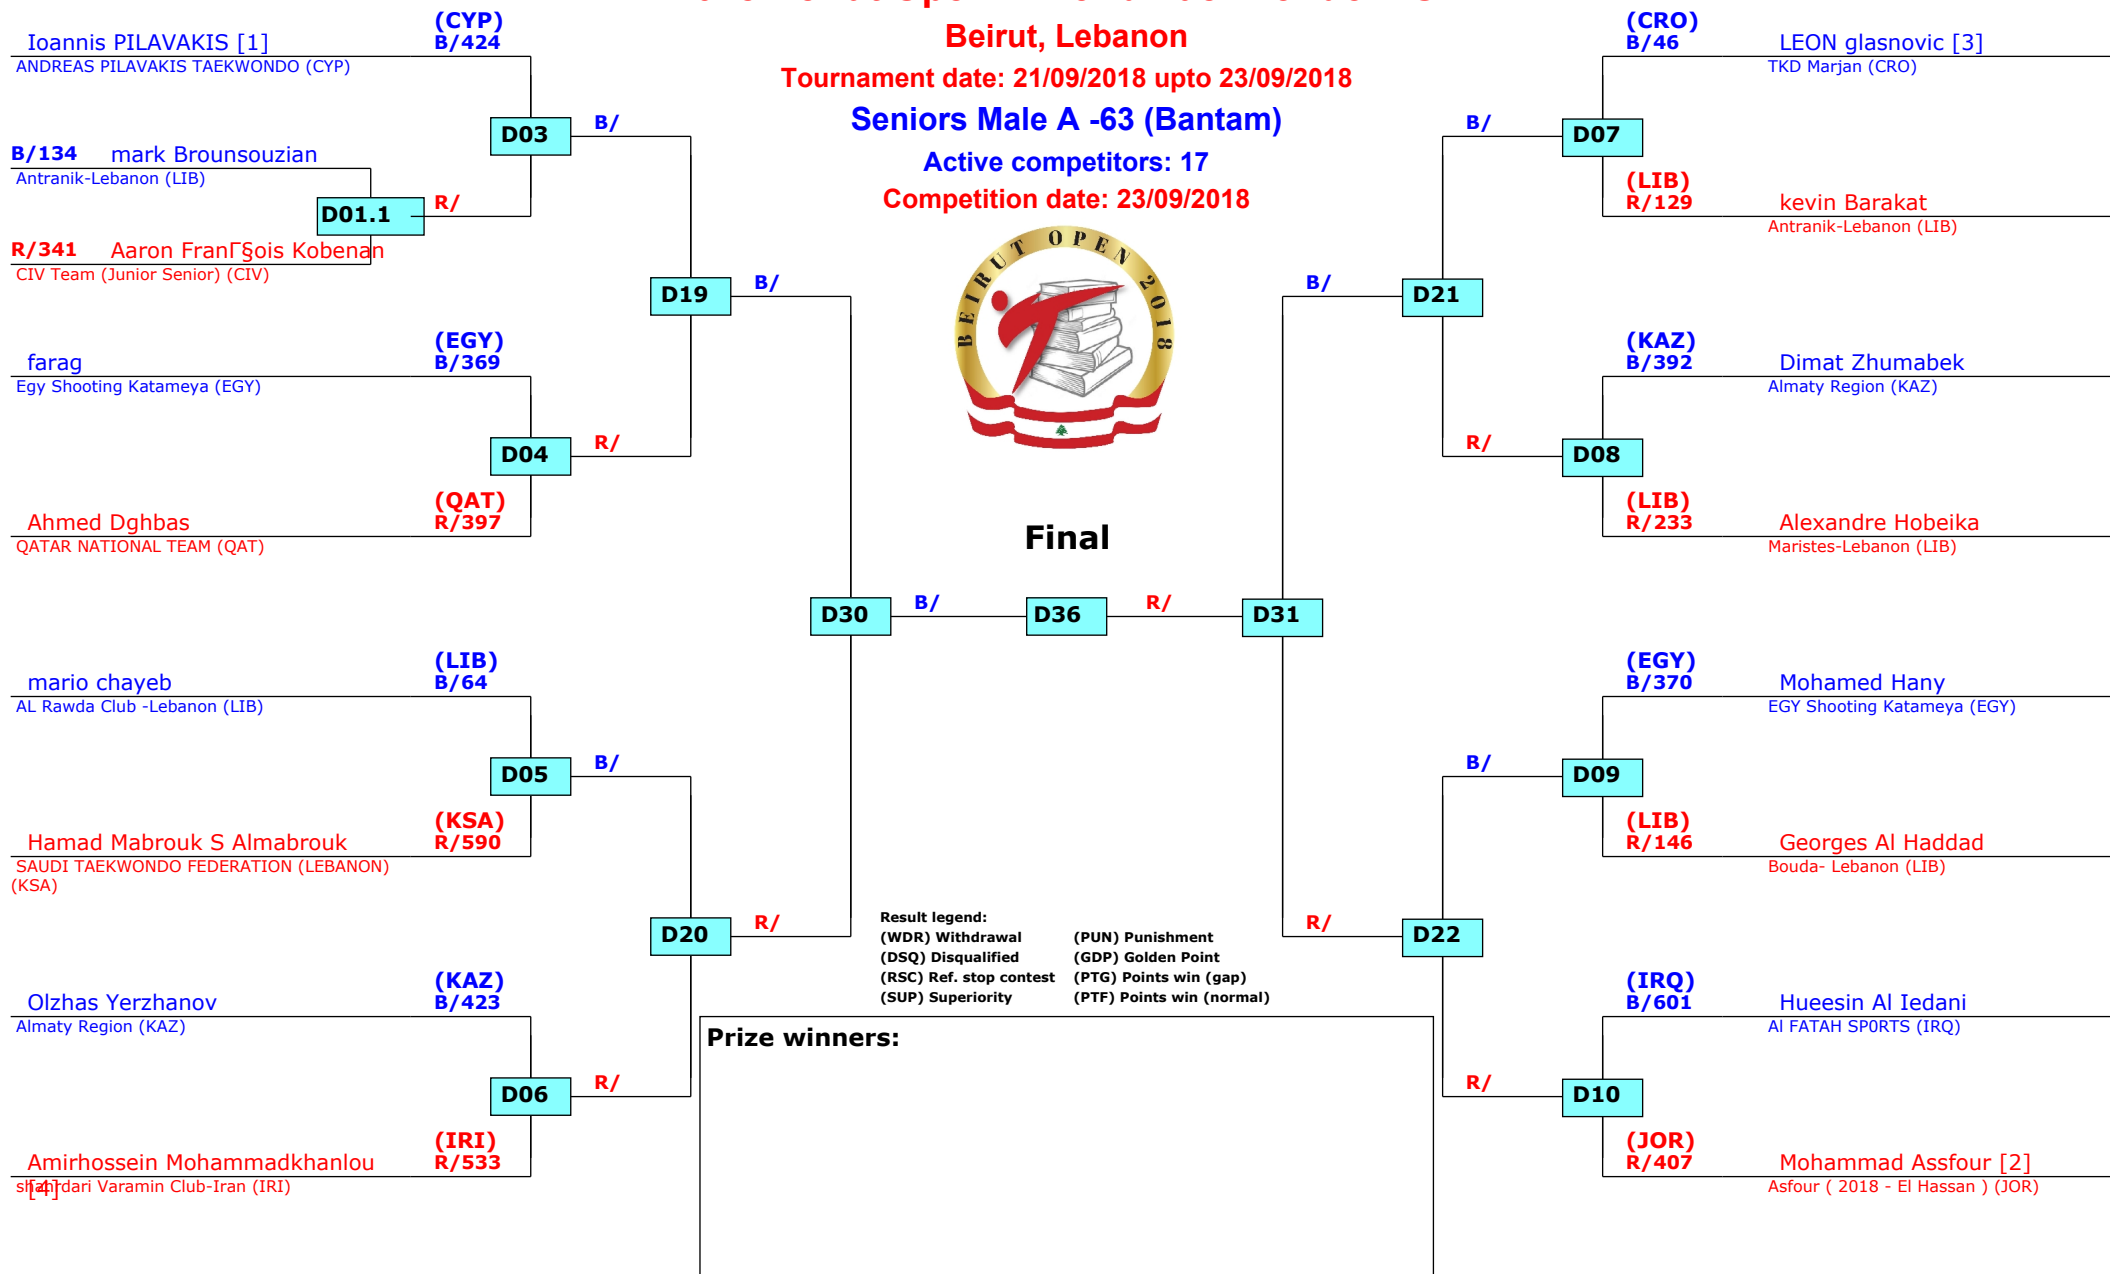 Beirut, Lebanon
Tournament date: 21/09/2018 upto 23/09/2018
Seniors Male A -63 (Bantam)
Active competitors: 17
Competition date: 23/09/2018
BEIRUT OPEN 2018
(CYP)
Ioannis PILAVAKIS [1] B/424
ANDREAS PILAVAKIS TAEKWONDO (CYP)
D03 B/
B/134 mark Brounsouzian
Antranik-Lebanon (LIB)
D01.1 R/
R/341 Aaron FranГ§ois Kobenan
CIV Team (Junior Senior) (CIV)
D19 B/
(EGY)
farag B/369
Egy Shooting Katameya (EGY)
D04 R/
(QAT)
Ahmed Dghbas R/397
QATAR NATIONAL TEAM (QAT)
(LIB)
mario chayeb B/64
AL Rawda Club -Lebanon (LIB)
D05 B/
(KSA)
Hamad Mabrouk S Almabrouk R/590
SAUDI TAEKWONDO FEDERATION (LEBANON)
(KSA)
D20 R/
(KAZ)
Olzhas Yerzhanov B/423
Almaty Region (KAZ)
D06 R/
(IRI)
Amirhossein Mohammadkhanlou R/533
[4]
shahrdari Varamin Club-Iran (IRI)
Final
D30 B/ D36 R/ D31
(CRO)
B/46 LEON glasnovic [3]
TKD Marjan (CRO)
B/ D07
(LIB)
R/129 kevin Barakat
Antranik-Lebanon (LIB)
B/ D21
(KAZ)
B/392 Dimat Zhumabek
Almaty Region (KAZ)
R/ D08
(LIB)
R/233 Alexandre Hobeika
Maristes-Lebanon (LIB)
(EGY)
B/370 Mohamed Hany
EGY Shooting Katameya (EGY)
B/ D09
(LIB)
R/146 Georges Al Haddad
Bouda- Lebanon (LIB)
R/ D22
(IRQ)
B/601 Hueesin Al Iedani
Al FATAH SP0RTS (IRQ)
R/ D10
(JOR)
R/407 Mohammad Assfour [2]
Asfour ( 2018 - El Hassan ) (JOR)
Result legend:
(WDR) Withdrawal (PUN) Punishment
(DSQ) Disqualified (GDP) Golden Point
(RSC) Ref. stop contest (PTG) Points win (gap)
(SUP) Superiority (PTF) Points win (normal)
Prize winners: